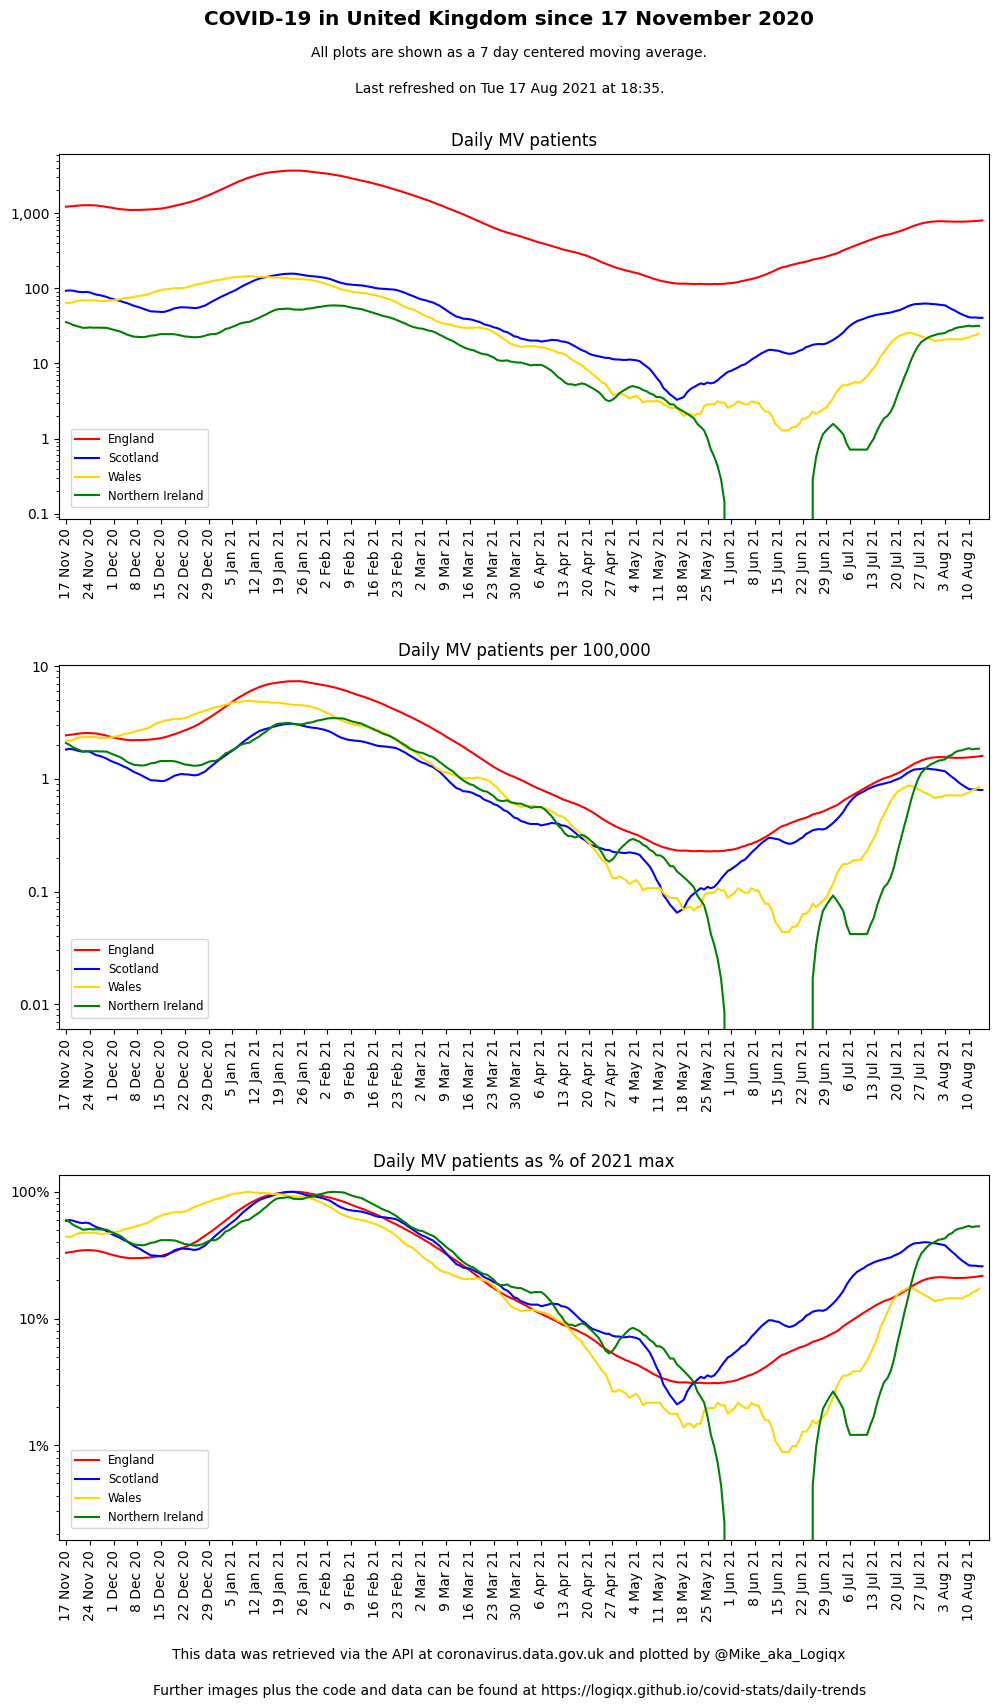 COVID-19 in United Kingdom since 17 November 2020
All plots are shown as a 7 day centered moving average.
Last refreshed on Tue 17 Aug 2021 at 18:35.
Daily MV patients
1,000
100
10
1
0.1
England
Scotland
Wales
Northern Ireland
17 Nov 20
24 Nov 20
1 Dec 20
8 Dec 20
15 Dec 20
22 Dec 20
29 Dec 20
5 Jan 21
12 Jan 21
19 Jan 21
26 Jan 21
2 Feb 21
9 Feb 21
16 Feb 21
23 Feb 21
2 Mar 21
9 Mar 21
16 Mar 21
23 Mar 21
30 Mar 21
6 Apr 21
13 Apr 21
20 Apr 21
27 Apr 21
4 May 21
11 May 21
18 May 21
25 May 21
1 Jun 21
8 Jun 21
15 Jun 21
22 Jun 21
29 Jun 21
6 Jul 21
13 Jul 21
20 Jul 21
27 Jul 21
3 Aug 21
10 Aug 21
Daily MV patients per 100,000
10
1
0.1
0.01
England
Scotland
Wales
Northern Ireland
17 Nov 20
24 Nov 20
1 Dec 20
8 Dec 20
15 Dec 20
22 Dec 20
29 Dec 20
5 Jan 21
12 Jan 21
19 Jan 21
26 Jan 21
2 Feb 21
9 Feb 21
16 Feb 21
23 Feb 21
2 Mar 21
9 Mar 21
16 Mar 21
23 Mar 21
30 Mar 21
6 Apr 21
13 Apr 21
20 Apr 21
27 Apr 21
4 May 21
11 May 21
18 May 21
25 May 21
1 Jun 21
8 Jun 21
15 Jun 21
22 Jun 21
29 Jun 21
6 Jul 21
13 Jul 21
20 Jul 21
27 Jul 21
3 Aug 21
10 Aug 21
Daily MV patients as % of 2021 max
100%
10%
1%
England
Scotland
Wales
Northern Ireland
17 Nov 20
24 Nov 20
1 Dec 20
8 Dec 20
15 Dec 20
22 Dec 20
29 Dec 20
5 Jan 21
12 Jan 21
19 Jan 21
26 Jan 21
2 Feb 21
9 Feb 21
16 Feb 21
23 Feb 21
2 Mar 21
9 Mar 21
16 Mar 21
23 Mar 21
30 Mar 21
6 Apr 21
13 Apr 21
20 Apr 21
27 Apr 21
4 May 21
11 May 21
18 May 21
25 May 21
1 Jun 21
8 Jun 21
15 Jun 21
22 Jun 21
29 Jun 21
6 Jul 21
13 Jul 21
20 Jul 21
27 Jul 21
3 Aug 21
10 Aug 21
This data was retrieved via the API at coronavirus.data.gov.uk and plotted by @Mike_aka_Logiqx
Further images plus the code and data can be found at https://logiqx.github.io/covid-stats/daily-trends